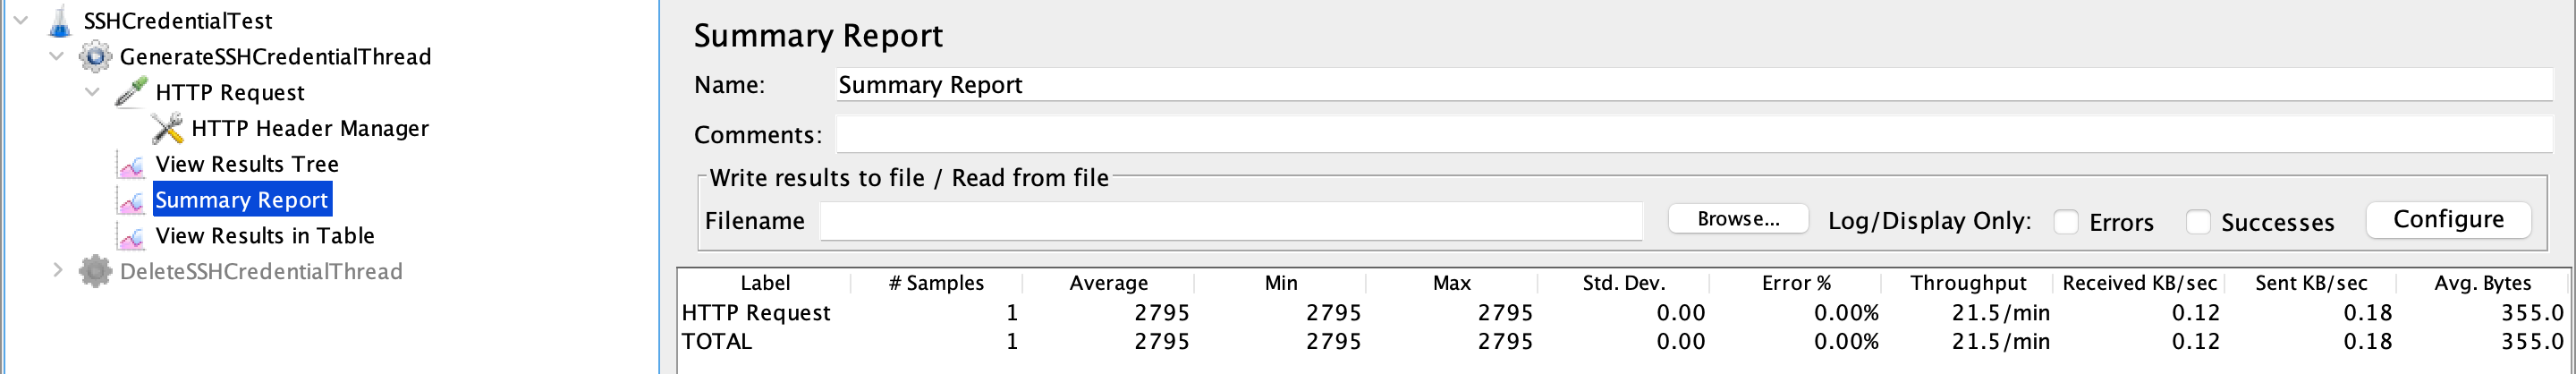 SSHCredentialTest
GenerateSSHCredentialThread
HTTP Request
HTTP Header Manager
View Results Tree
Summary Report
View Results in Table
DeleteSSHCredentialThread
Summary Report
Name: Summary Report
Comments:
Write results to file / Read from file
Filename Browse... Log/Display Only: Errors Successes Configure
Label # Samples Average Min Max Std. Dev. Error % Throughput Received KB/sec Sent KB/sec Avg. Bytes
HTTP Request 1 2795 2795 2795 0.00 0.00% 21.5/min 0.12 0.18 355.0
TOTAL 1 2795 2795 2795 0.00 0.00% 21.5/min 0.12 0.18 355.0